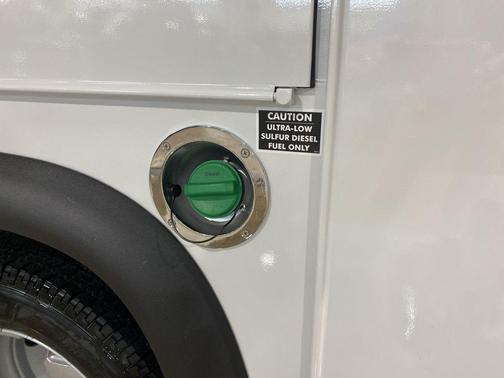 CAUTION
ULTRA-LOW
SULFUR DIESEL
FUEL ONLY
Diesel